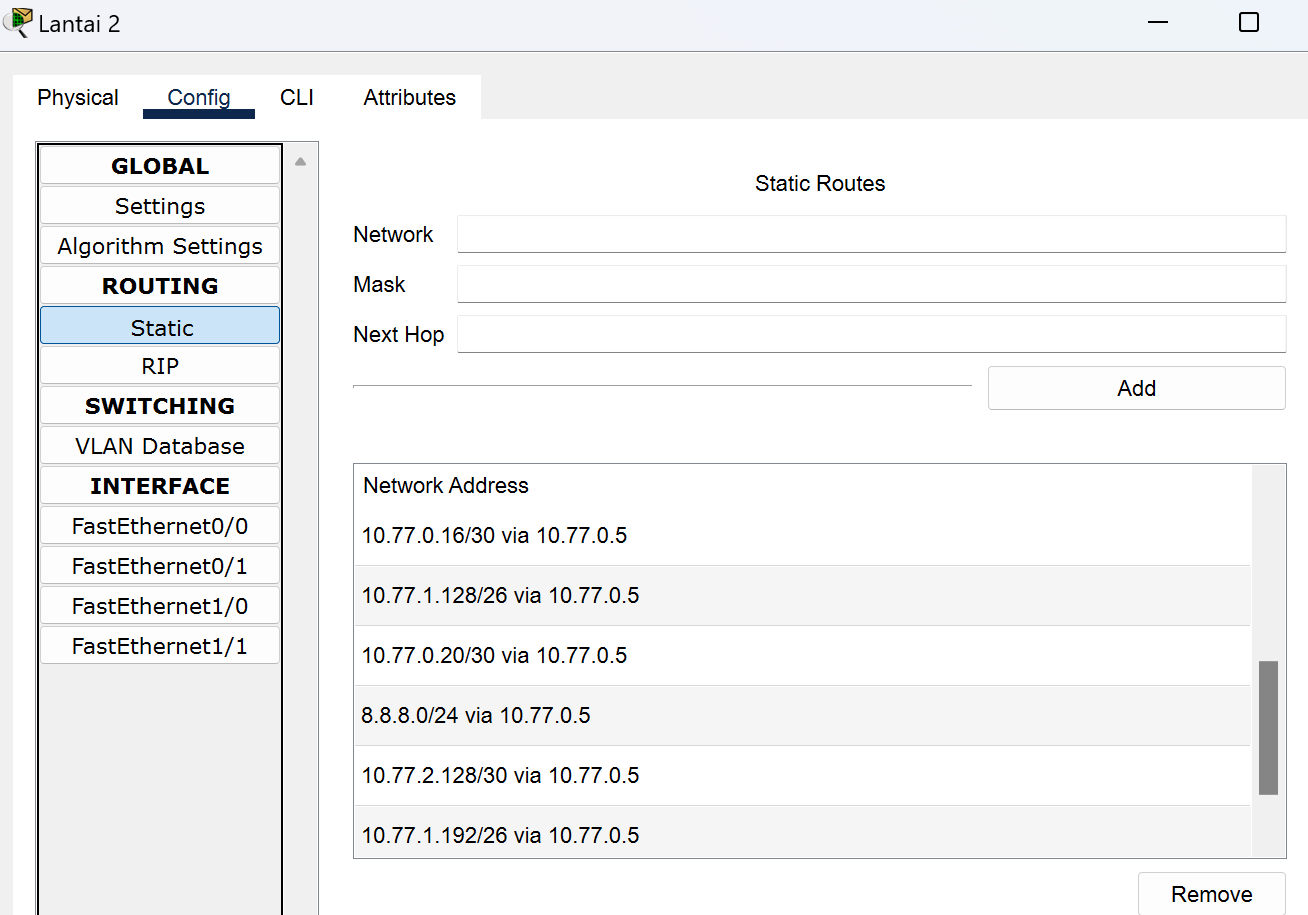 Lantai 2
Physical Config CLI Attributes
GLOBAL
Settings
Algorithm Settings
ROUTING
Static
RIP
SWITCHING
VLAN Database
INTERFACE
FastEthernet0/0
FastEthernet0/1
FastEthernet1/0
FastEthernet1/1
Static Routes
Network
Mask
Next Hop
Add
Network Address
10.77.0.16/30 via 10.77.0.5
10.77.1.128/26 via 10.77.0.5
10.77.0.20/30 via 10.77.0.5
8.8.8.0/24 via 10.77.0.5
10.77.2.128/30 via 10.77.0.5
10.77.1.192/26 via 10.77.0.5
Remove